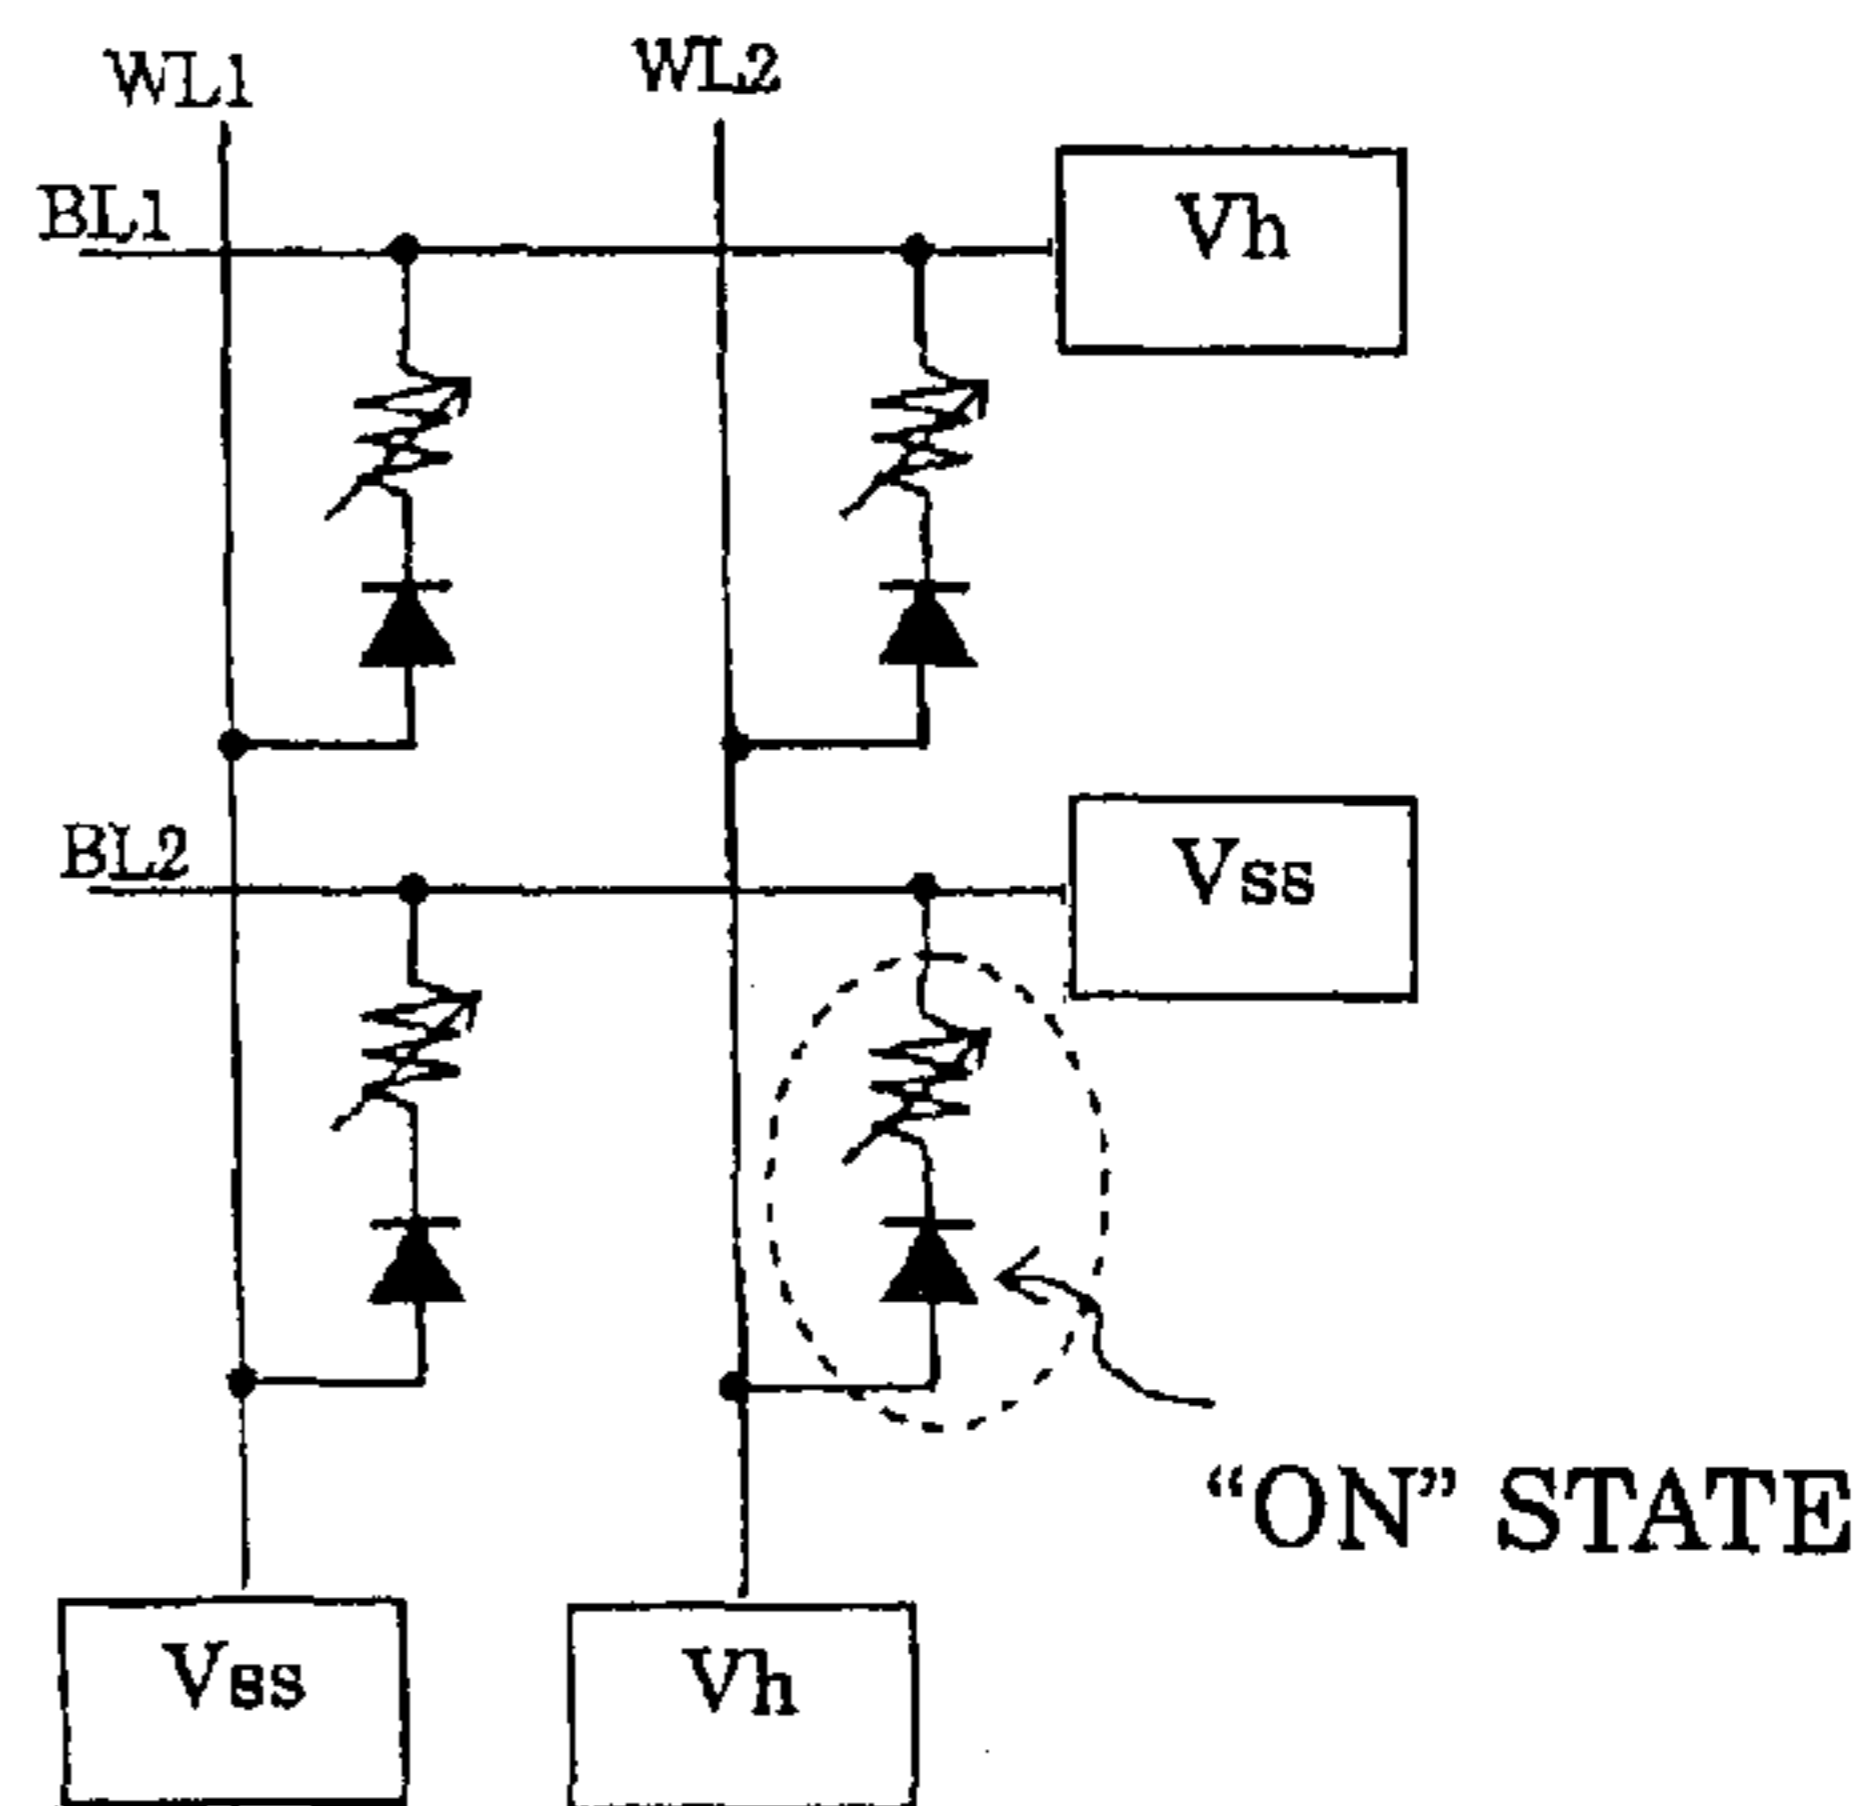 WL1
WL2
BL1
Vh
BL2
Vss
“ON” STATE
Vss
Vh